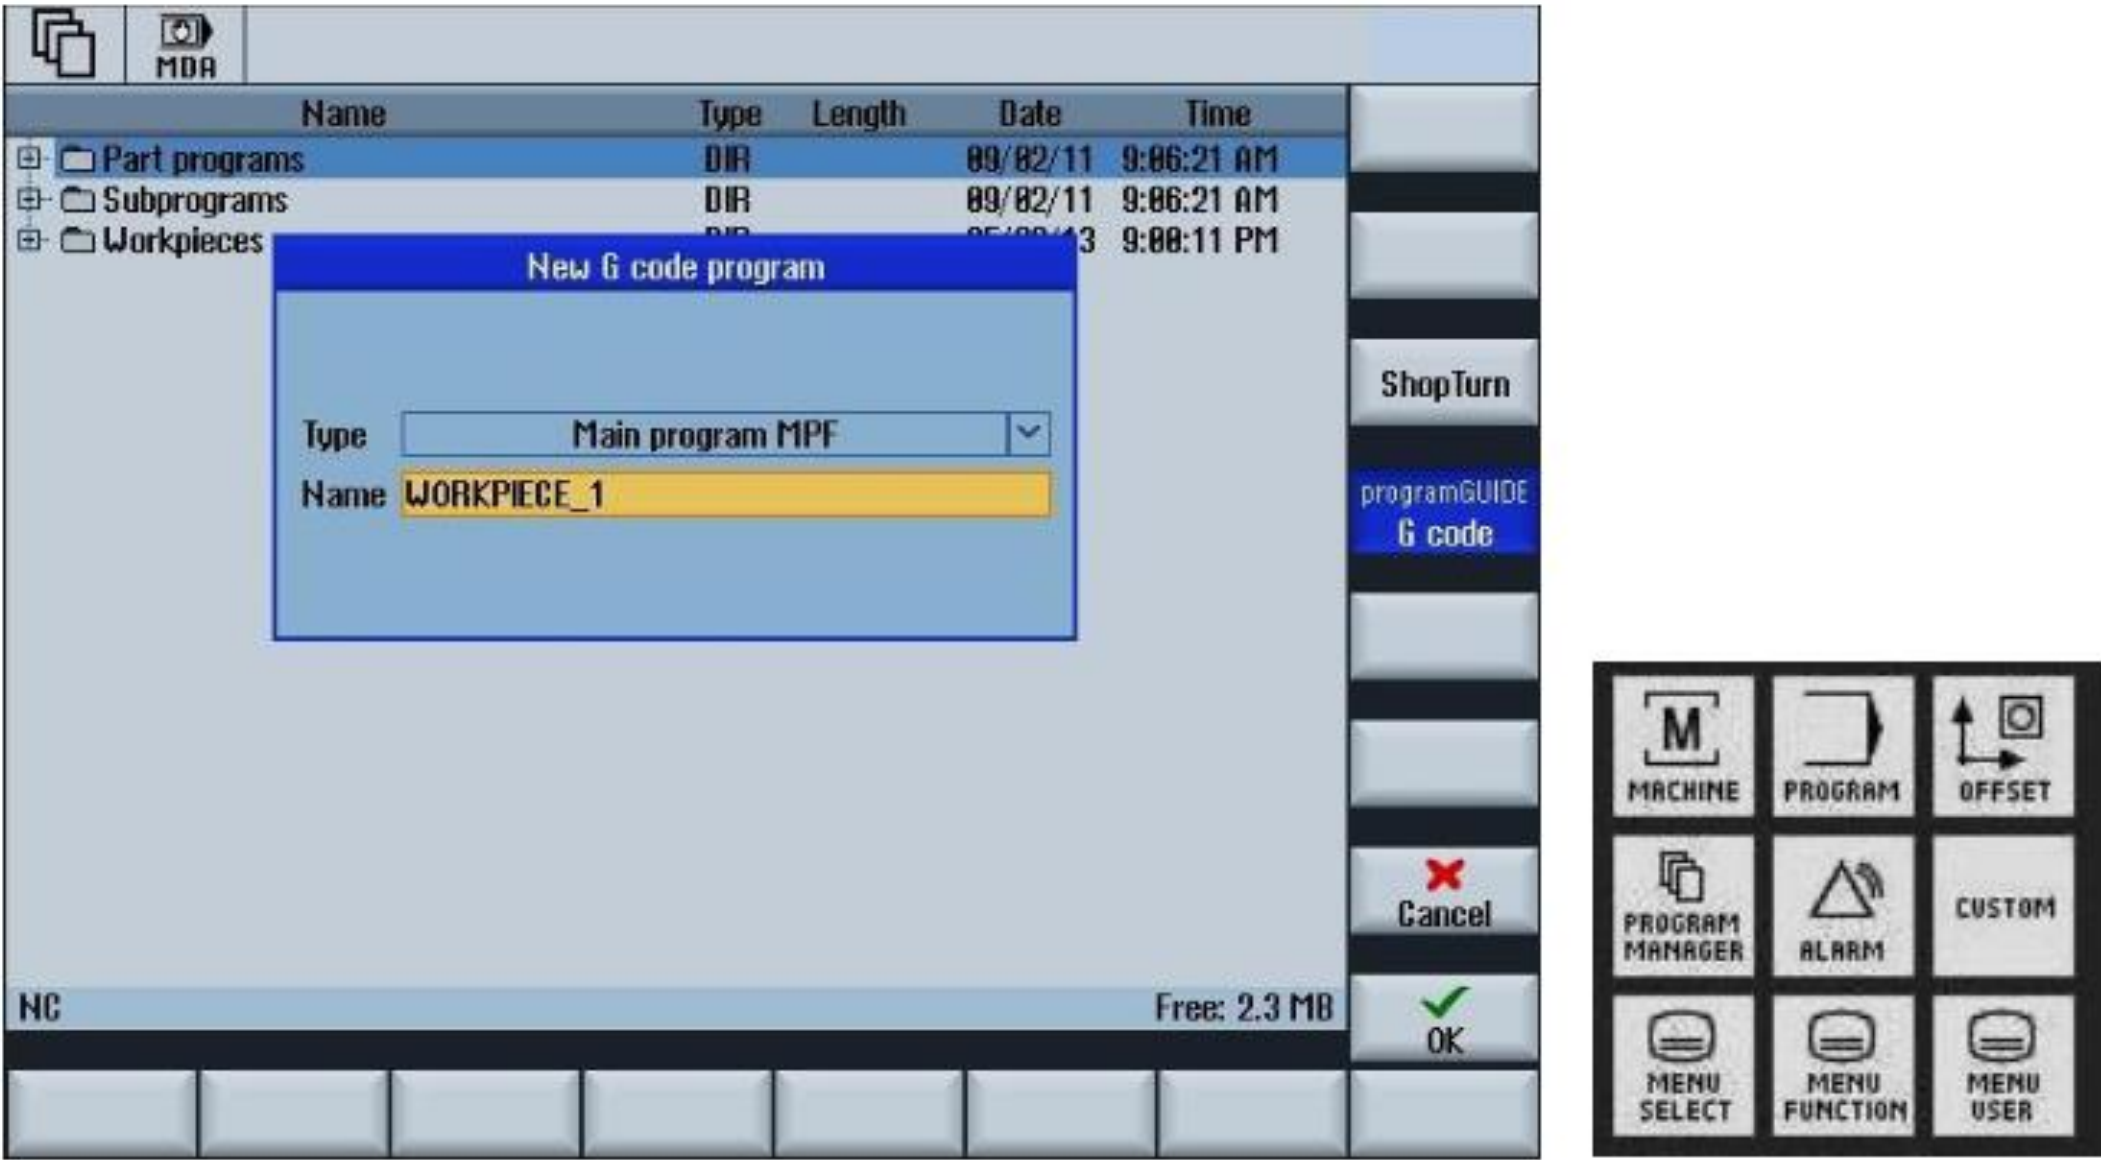 MDA
Name Type Length Date Time
Part programs DIR 09/02/11 9:06:21 AM
Subprograms DIR 09/02/11 9:06:21 AM
Workpieces 3 9:00:11 PM
New G code program
Type Main program MPF
Name WORKPIECE_1
ShopTurn
programGUIDE
G code
Cancel
OK
NC Free: 2.3 MB
M
MACHINE
PROGRAM
OFFSET
PROGRAM
MANAGER
ALARM
CUSTOM
MENU
SELECT
MENU
FUNCTION
MENU
USER